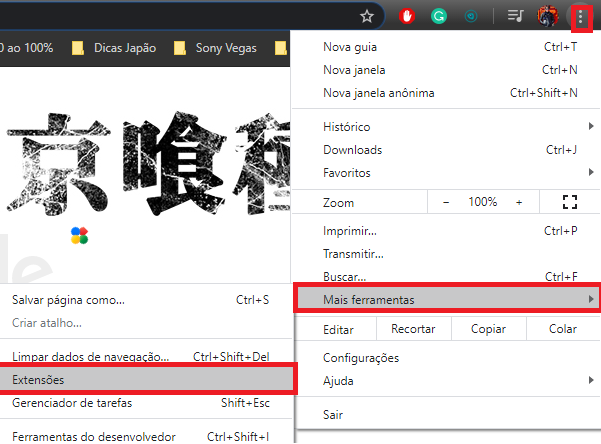 0 ao 100%
Dicas Japão
Sony Vegas
京喰種
de
Nova guia Ctrl+T
Nova janela Ctrl+N
Nova janela anônima Ctrl+Shift+N
Histórico
Downloads Ctrl+J
Favoritos
Zoom − 100% +
Imprimir... Ctrl+P
Transmitir...
Buscar... Ctrl+F
Mais ferramentas
Editar Recortar Copiar Colar
Configurações
Ajuda
Sair
Salvar página como... Ctrl+S
Criar atalho...
Limpar dados de navegação... Ctrl+Shift+Del
Extensões
Gerenciador de tarefas Shift+Esc
Ferramentas do desenvolvedor Ctrl+Shift+I